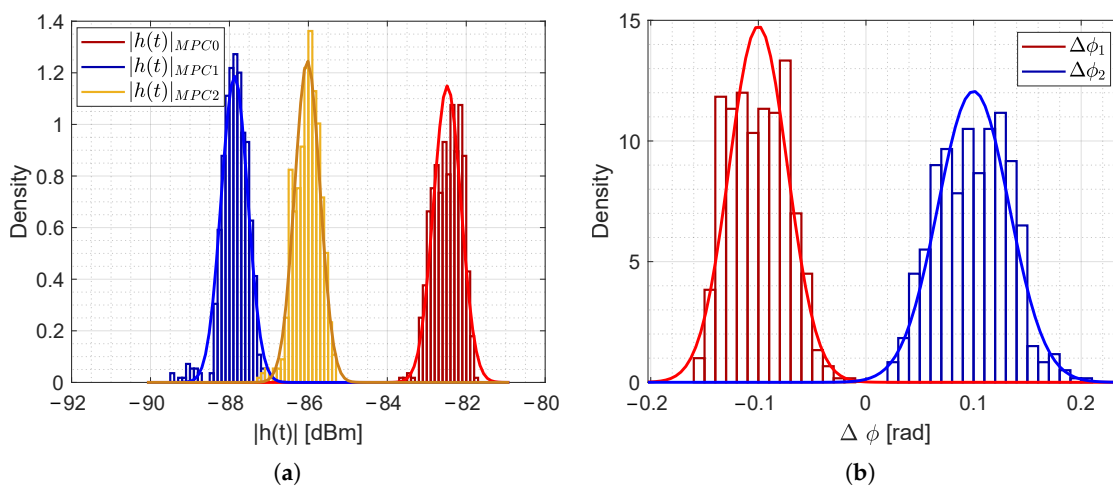 1.4
1.2
1
0.8
0.6
0.4
0.2
0
Density
|h(t)|MPC0
|h(t)|MPC1
|h(t)|MPC2
−92 −90 −88 −86 −84 −82 −80
|h(t)| [dBm]
(a)
15
10
5
0
Density
Δϕ1
Δϕ2
−0.2 −0.1 0 0.1 0.2
Δ ϕ [rad]
(b)